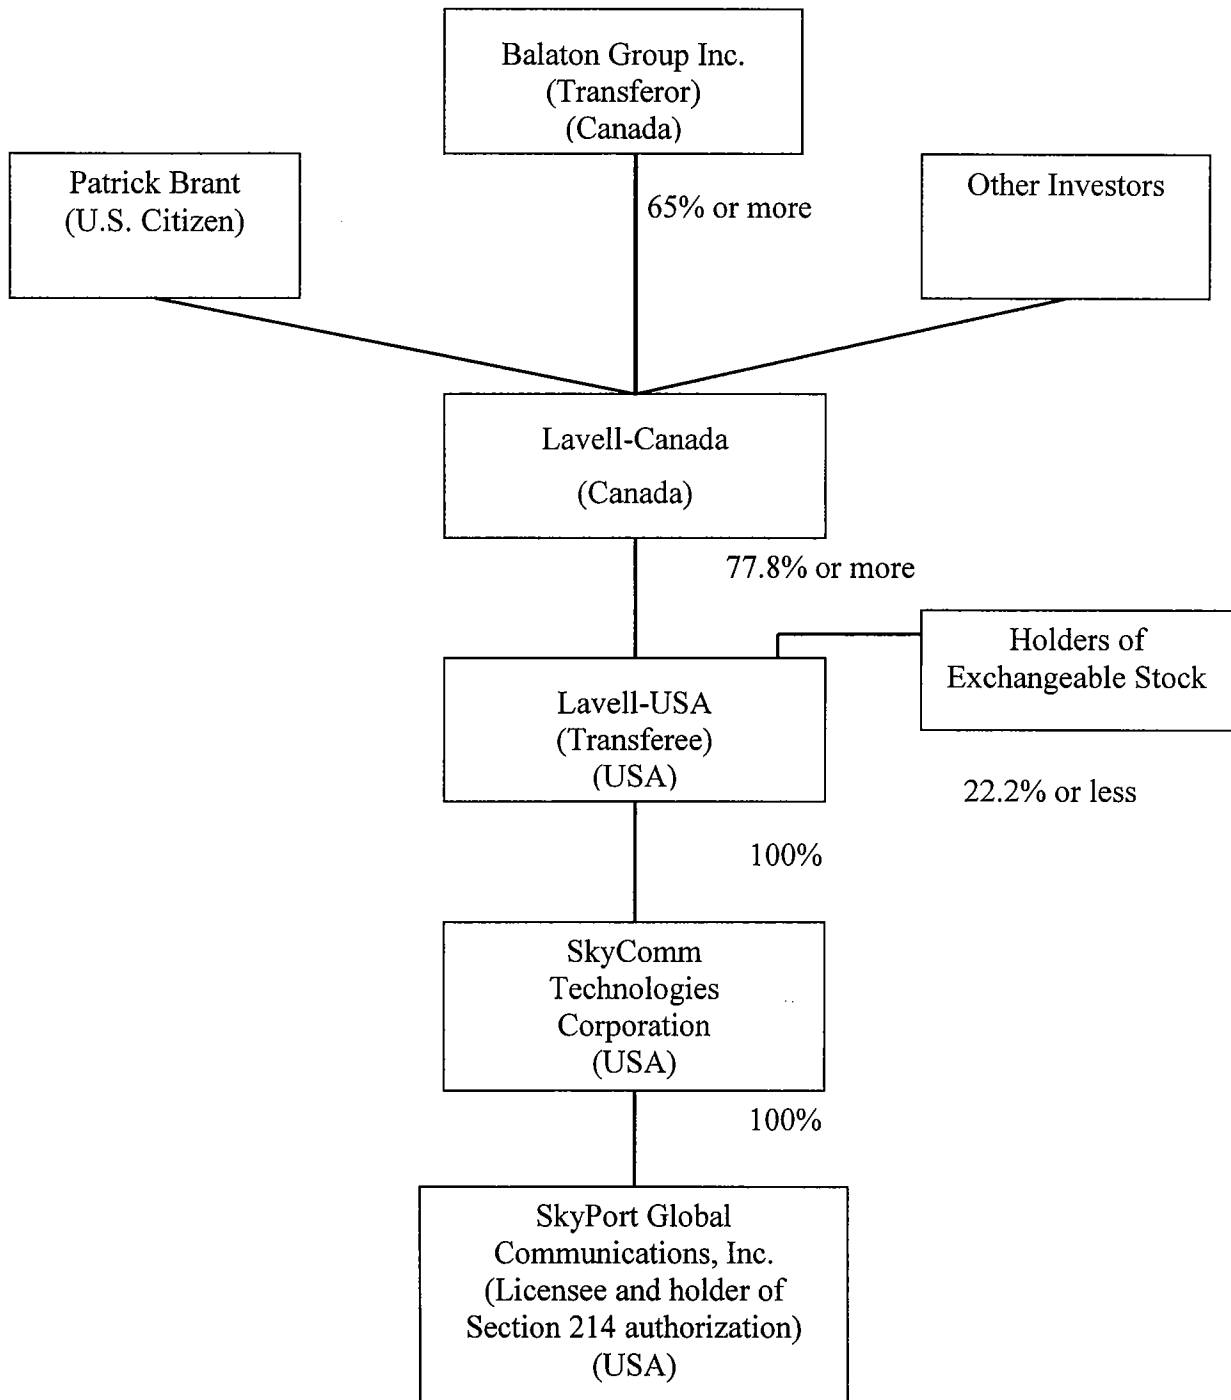 Balaton Group Inc.
(Transferor)
(Canada)
Patrick Brant
(U.S. Citizen)
65% or more
Other Investors
Lavell-Canada
(Canada)
77.8% or more
Holders of
Exchangeable Stock
Lavell-USA
(Transferee)
(USA)
22.2% or less
100%
SkyComm
Technologies
Corporation
(USA)
100%
SkyPort Global
Communications, Inc.
(Licensee and holder of
Section 214 authorization)
(USA)